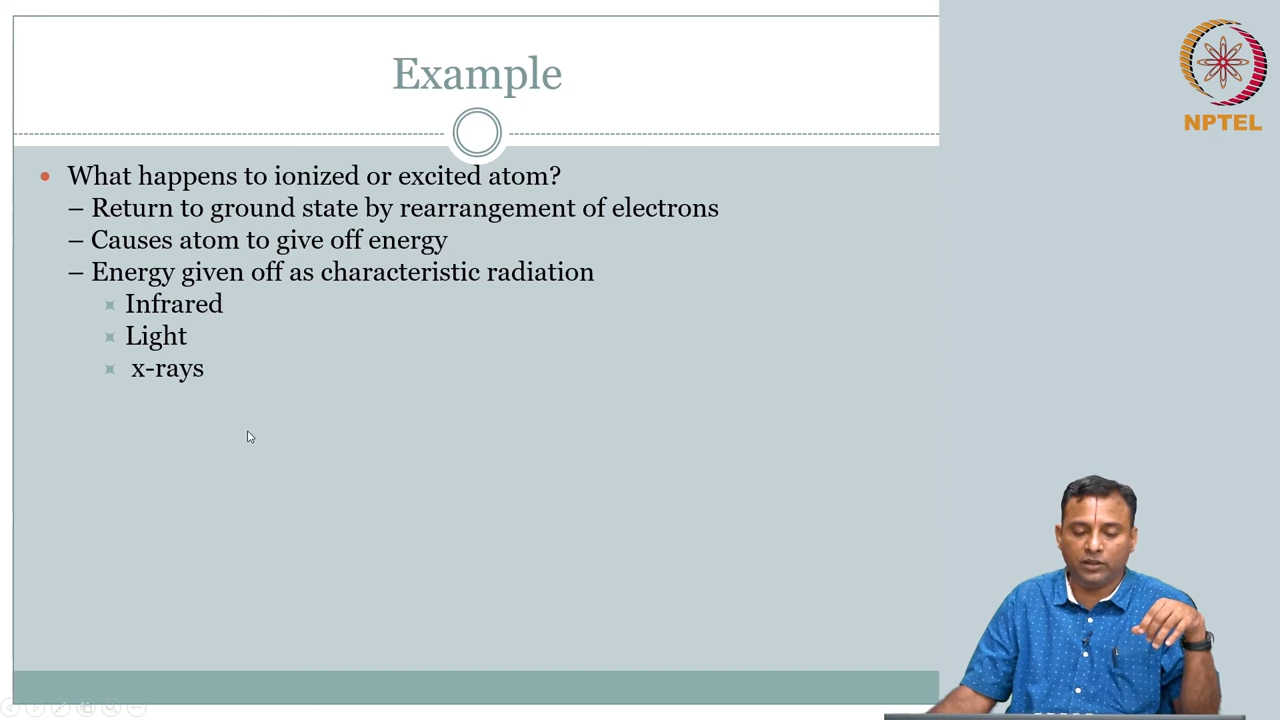 Example
NPTEL
What happens to ionized or excited atom?
– Return to ground state by rearrangement of electrons
– Causes atom to give off energy
– Energy given off as characteristic radiation
Infrared
Light
x-rays